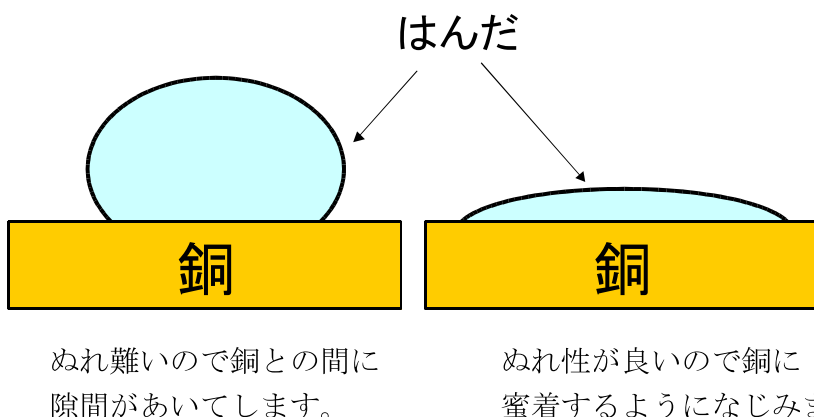 はんだ
銅
銅
ぬれ難いので銅との間に
隙間があいてします。
ぬれ性が良いので銅に
蜜着するようになじみま